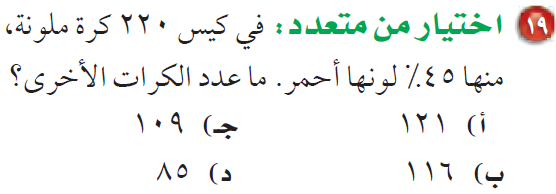 ١٩ اختيار من متعدد: في كيس ٢٢٠ كرة ملونة،
منها ٤٥٪ لونها أحمر. ما عدد الكرات الأخرى؟
أ) ١٢١ جـ) ١٠٩
ب) ١١٦ د) ٨٥